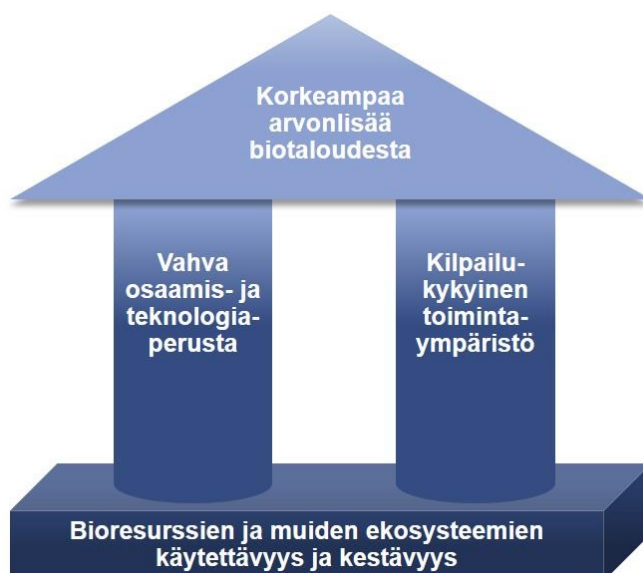 Korkeampaa
arvonlisää
biotaloudesta
Vahva
osaamis- ja
teknologia-
perusta
Kilpailu-
kykyinen
toiminta-
ympäristö
Bioresurssien ja muiden ekosysteemien
käytettävyys ja kestävyys